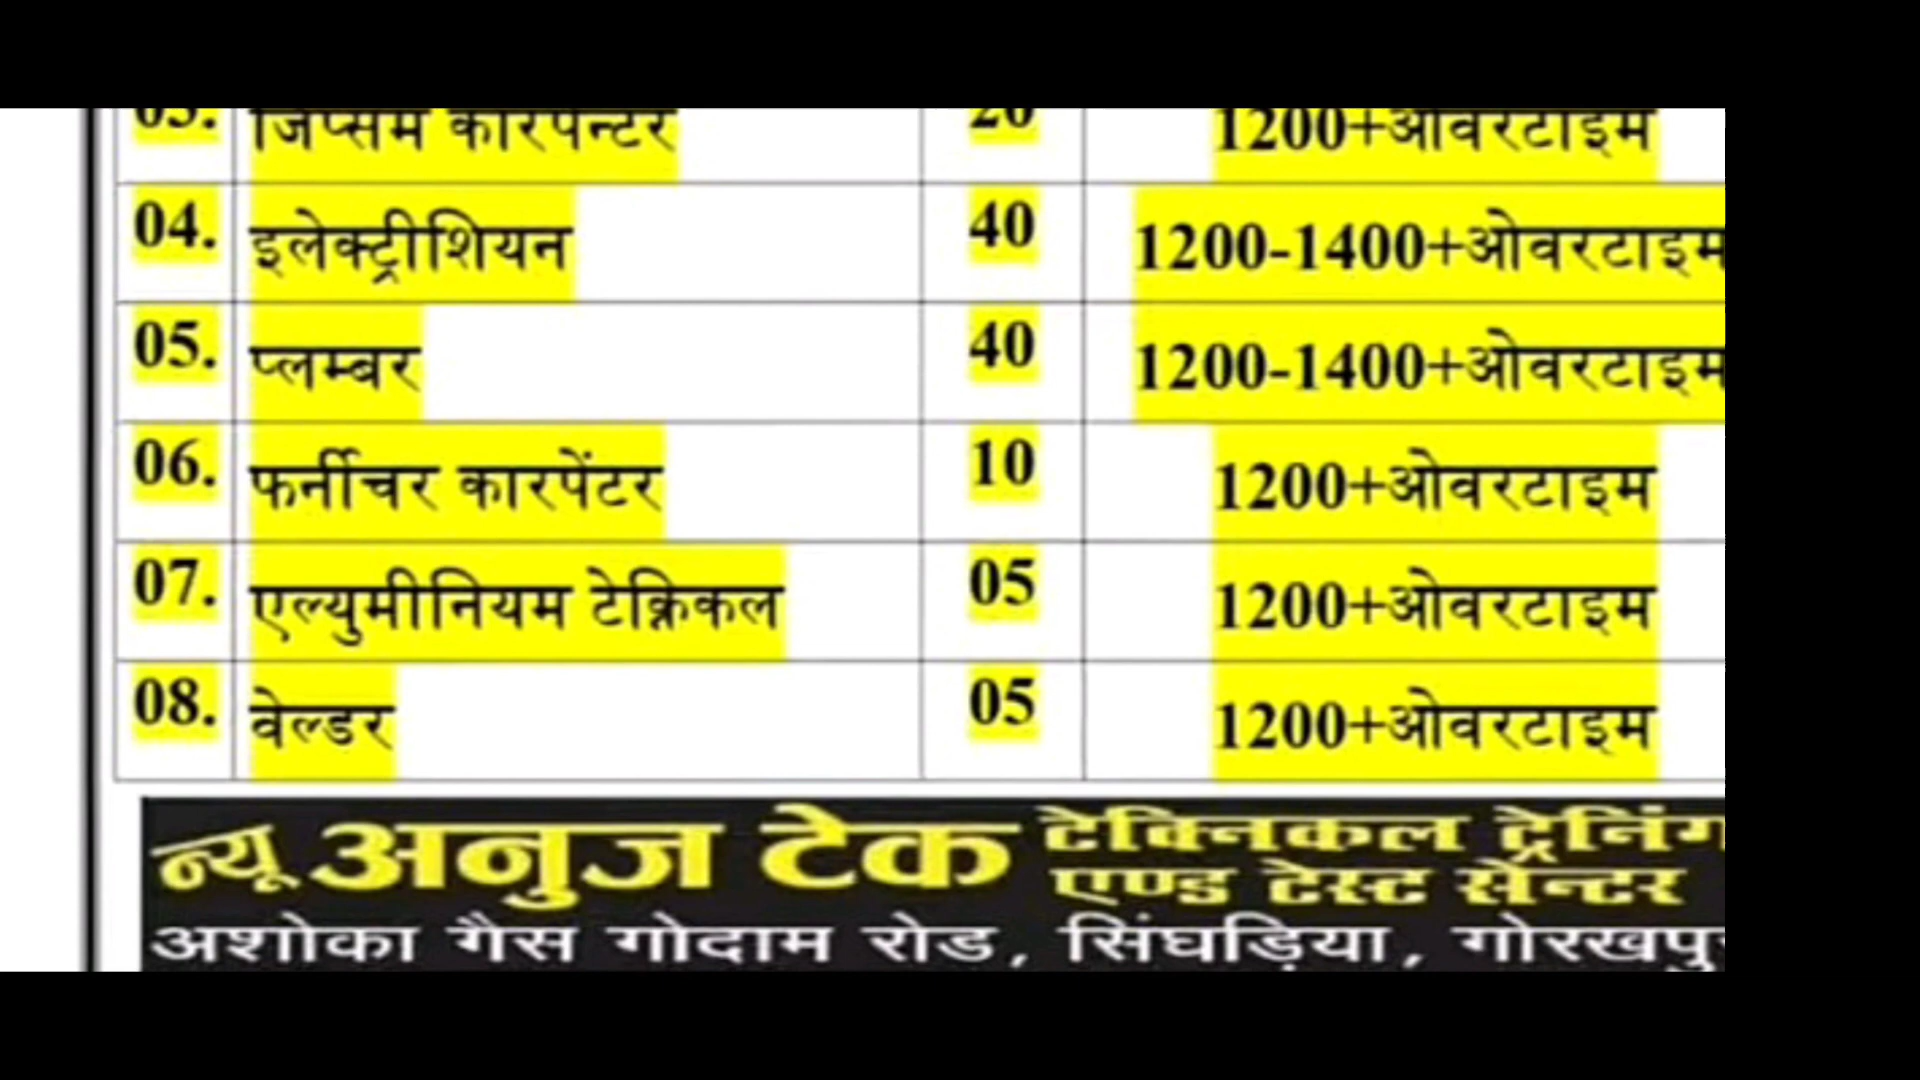 03. जिप्सम कारपेन्टर 20 1200+ओवरटाइम
04. इलेक्ट्रीशियन 40 1200-1400+ओवरटाइम
05. प्लम्बर 40 1200-1400+ओवरटाइम
06. फर्नीचर कारपेंटर 10 1200+ओवरटाइम
07. एल्युमीनियम टेक्निकल 05 1200+ओवरटाइम
08. वेल्डर 05 1200+ओवरटाइम
न्यू अनुज टेक टेक्निकल ट्रेनिंग
एण्ड टेस्ट सेन्टर
अशोका गैस गोदाम रोड, सिंघड़िया, गोरखपुर